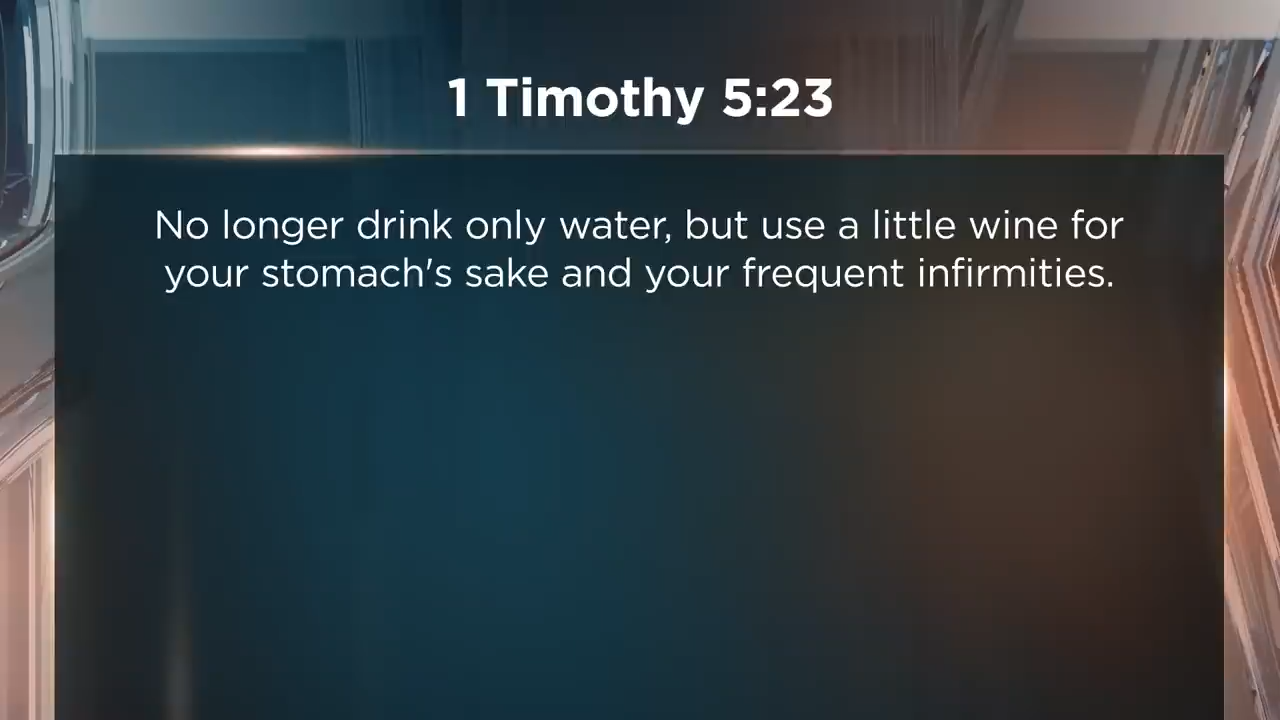 1 Timothy 5:23
No longer drink only water, but use a little wine for
your stomach's sake and your frequent infirmities.